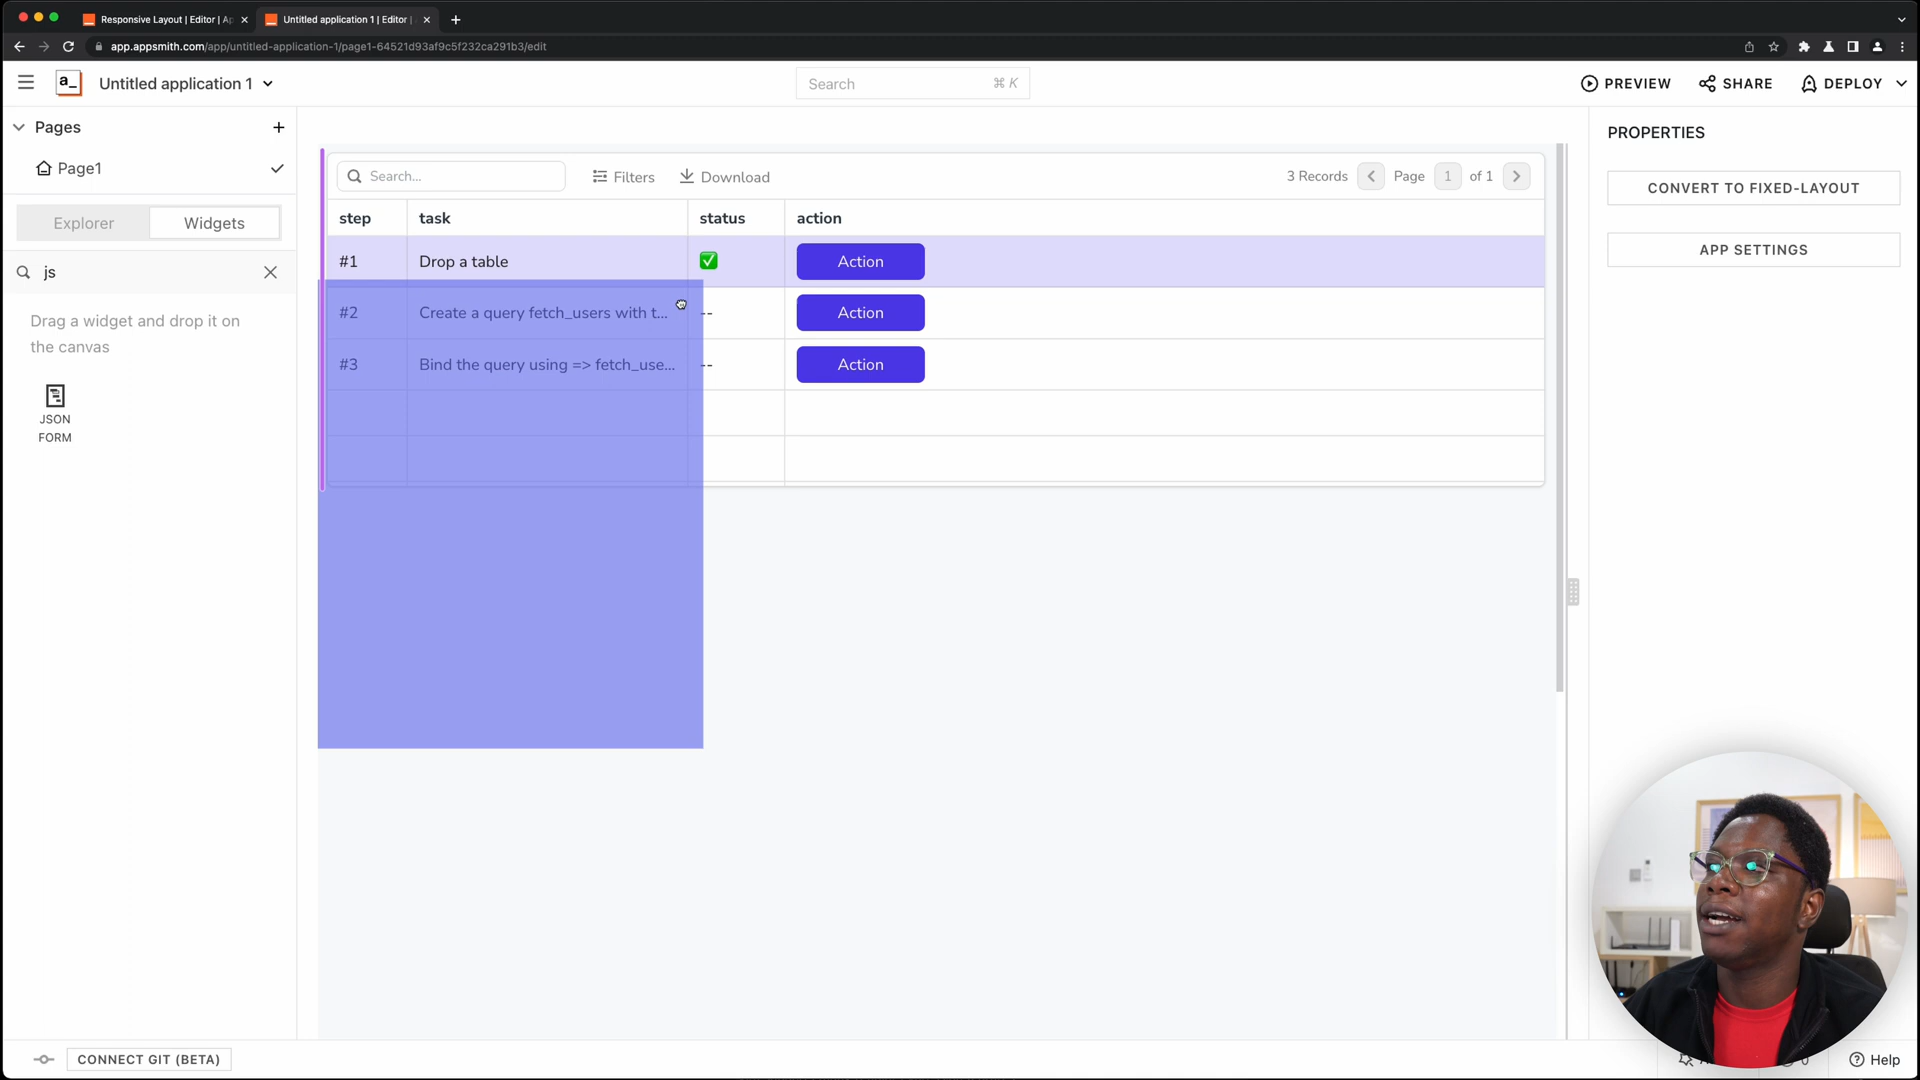 Responsive Layout | Editor | Ap
Untitled application 1 | Editor |
app.appsmith.com/app/untitled-application-1/page1-64521d93af9c5f232ca291b3/edit
a_
Untitled application 1
Search
⌘ K
PREVIEW
SHARE
DEPLOY
Pages
Page1
Explorer
Widgets
js
Drag a widget and drop it on
the canvas
JSON
FORM
Search...
Filters
Download
3 Records
Page
1
of 1
step task status action
#1 Drop a table ✅ Action
#2 Create a query fetch_users with t... -- Action
#3 Bind the query using => fetch_use... -- Action
PROPERTIES
CONVERT TO FIXED-LAYOUT
APP SETTINGS
CONNECT GIT (BETA)
Help